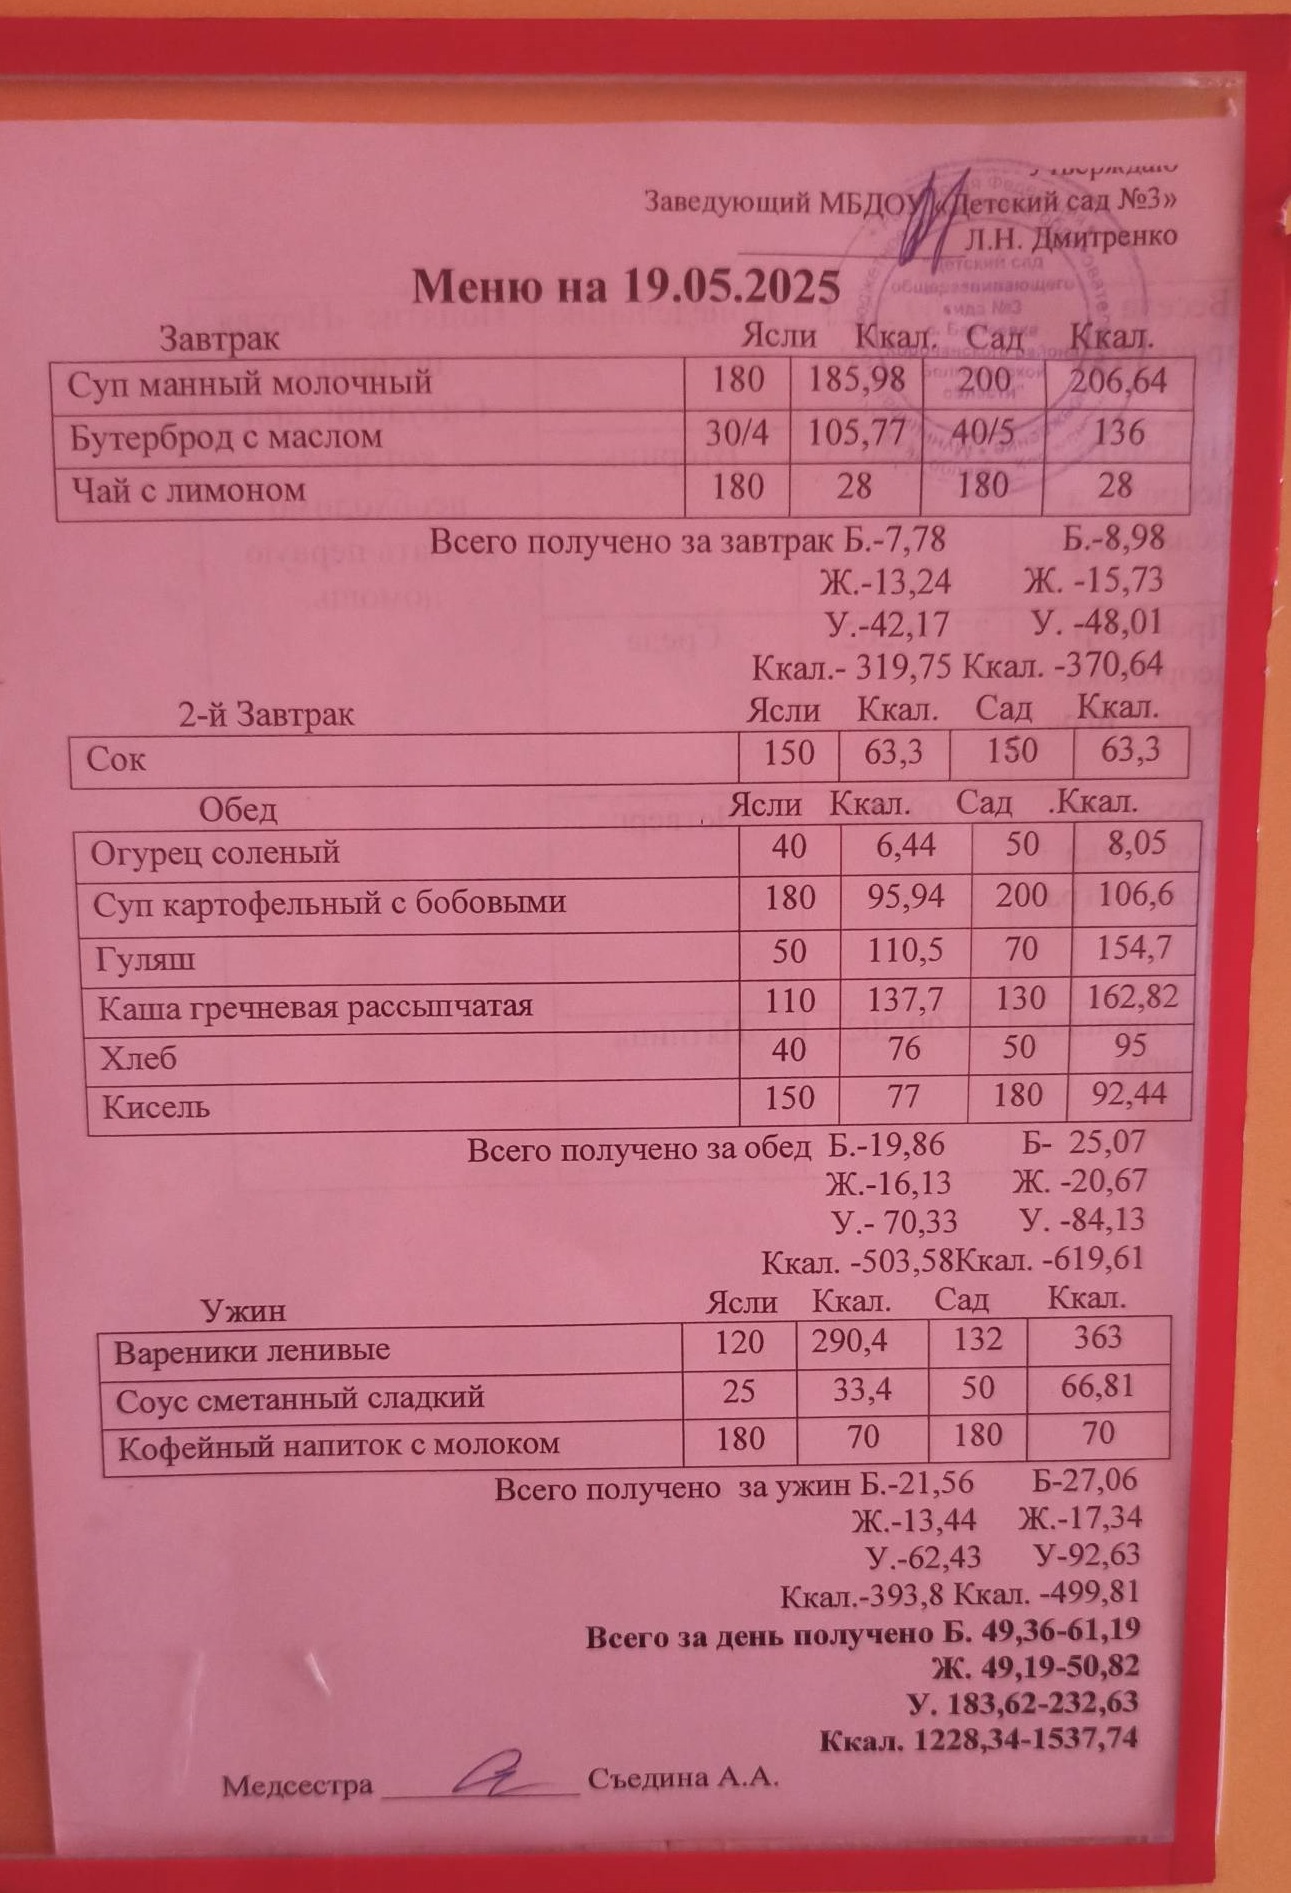 Утверждаю
Заведующий МБДОУ «Детский сад №3»
Л.Н. Дмитренко
Меню на 19.05.2025
Завтрак Ясли Ккал. Сад Ккал.
Суп манный молочный 180 185,98 200 206,64
Бутерброд с маслом 30/4 105,77 40/5 136
Чай с лимоном 180 28 180 28
Всего получено за завтрак Б.-7,78 Б.-8,98
Ж.-13,24 Ж. -15,73
У.-42,17 У. -48,01
Ккал.- 319,75 Ккал. -370,64
2-й Завтрак Ясли Ккал. Сад Ккал.
Сок 150 63,3 150 63,3
Обед Ясли Ккал. Сад .Ккал.
Огурец соленый 40 6,44 50 8,05
Суп картофельный с бобовыми 180 95,94 200 106,6
Гуляш 50 110,5 70 154,7
Каша гречневая рассыпчатая 110 137,7 130 162,82
Хлеб 40 76 50 95
Кисель 150 77 180 92,44
Всего получено за обед Б.-19,86 Б- 25,07
Ж.-16,13 Ж. -20,67
У.- 70,33 У. -84,13
Ккал. -503,58Ккал. -619,61
Ужин Ясли Ккал. Сад Ккал.
Вареники ленивые 120 290,4 132 363
Соус сметанный сладкий 25 33,4 50 66,81
Кофейный напиток с молоком 180 70 180 70
Всего получено за ужин Б.-21,56 Б-27,06
Ж.-13,44 Ж.-17,34
У.-62,43 У-92,63
Ккал.-393,8 Ккал. -499,81
Всего за день получено Б. 49,36-61,19
Ж. 49,19-50,82
У. 183,62-232,63
Ккал. 1228,34-1537,74
Медсестра Съедина А.А.
детский сад
общеразвивающего
вида №3